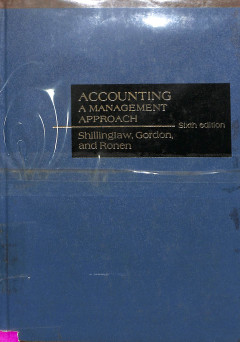 ACCOUNTING
A MANAGEMENT
APPROACH
Sixth edition
Shillinglaw, Gordon,
and Ronen